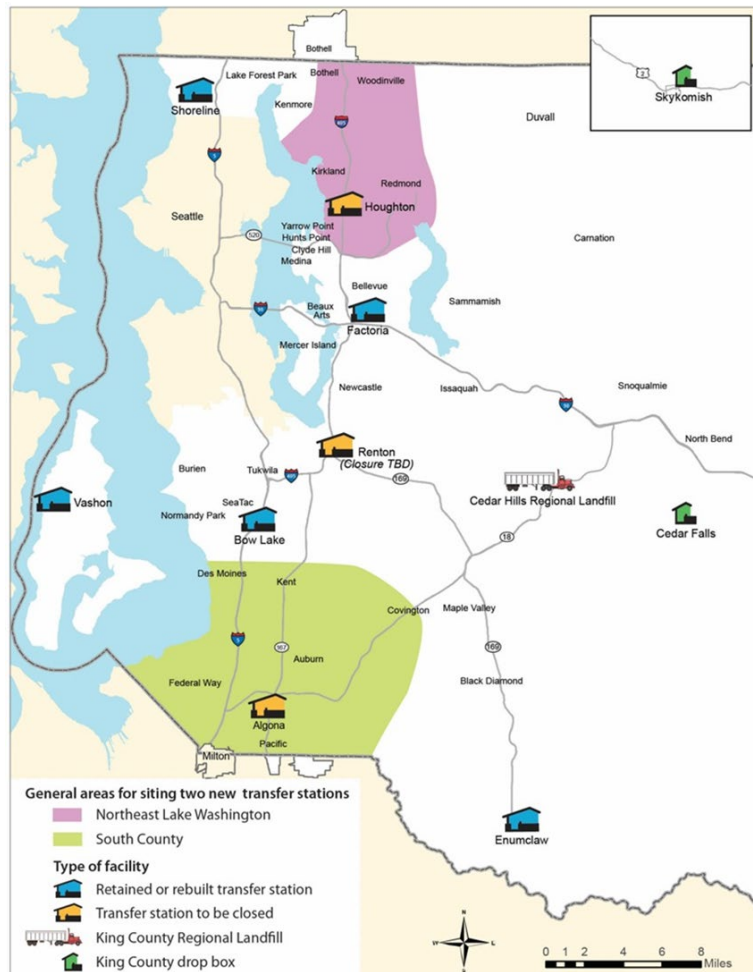 Bothell
Lake Forest Park
Bothell
Woodinville
Shoreline
Kenmore
405
2
Skykomish
Duvall
5
Kirkland
Redmond
Seattle
Houghton
Yarrow Point
520
Hunts Point
Clyde Hill
Medina
Carnation
Bellevue
Beaux
Arts
90
Factoria
Sammamish
Mercer Island
Newcastle
Issaquah
Snoqualmie
90
North Bend
Renton
(Closure TBD)
Burien
Tukwila
405
169
Cedar Hills Regional Landfill
Vashon
SeaTac
Normandy Park
Bow Lake
18
Cedar Falls
Des Moines
Kent
Covington
Maple Valley
5
167
169
Auburn
Federal Way
Black Diamond
Algona
Pacific
Milton
Enumclaw
General areas for siting two new transfer stations
Northeast Lake Washington
South County
Type of facility
Retained or rebuilt transfer station
Transfer station to be closed
King County Regional Landfill
King County drop box
N
W
S
0 1 2 4 6 8
Miles